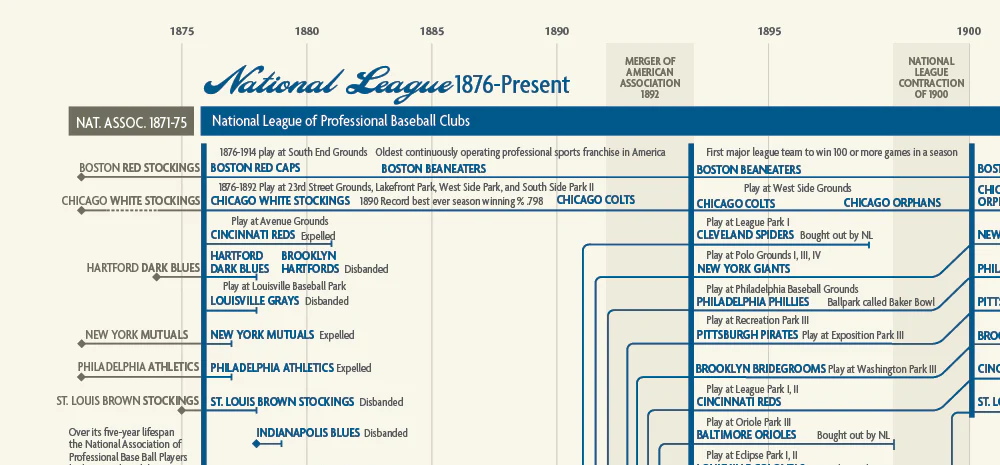 1875 1880 1885 1890 1895 1900
National League 1876-Present
MERGER OF
AMERICAN
ASSOCIATION
1892
NATIONAL
LEAGUE
CONTRACTION
OF 1900
NAT. ASSOC. 1871-75
National League of Professional Baseball Clubs
1876-1914 play at South End Grounds Oldest continuously operating professional sports franchise in America
First major league team to win 100 or more games in a season
BOSTON RED STOCKINGS BOSTON RED CAPS BOSTON BEANEATERS BOSTON BEANEATERS
1876-1892 Play at 23rd Street Grounds, Lakefront Park, West Side Park, and South Side Park II
Play at West Side Grounds
CHICAGO WHITE STOCKINGS CHICAGO WHITE STOCKINGS 1890 Record best ever season winning % .798 CHICAGO COLTS CHICAGO COLTS CHICAGO ORPHANS
Play at Avenue Grounds
CINCINNATI REDS Expelled
Play at League Park I
CLEVELAND SPIDERS Bought out by NL
HARTFORD DARK BLUES
HARTFORD
DARK BLUES
BROOKLYN
HARTFORDS Disbanded
Play at Polo Grounds I, III, IV
NEW YORK GIANTS
Play at Louisville Baseball Park
LOUISVILLE GRAYS Disbanded
Play at Philadelphia Baseball Grounds
PHILADELPHIA PHILLIES Ballpark called Baker Bowl
NEW YORK MUTUALS NEW YORK MUTUALS Expelled
Play at Recreation Park III
PITTSBURGH PIRATES Play at Exposition Park III
PHILADELPHIA ATHLETICS PHILADELPHIA ATHLETICS Expelled
BROOKLYN BRIDEGROOMS Play at Washington Park III
ST. LOUIS BROWN STOCKINGS ST. LOUIS BROWN STOCKINGS Disbanded
Play at League Park I, II
CINCINNATI REDS
INDIANAPOLIS BLUES Disbanded
Play at Oriole Park III
BALTIMORE ORIOLES Bought out by NL
Play at Eclipse Park I, II
Over its five-year lifespan
the National Association of
Professional Base Ball Players